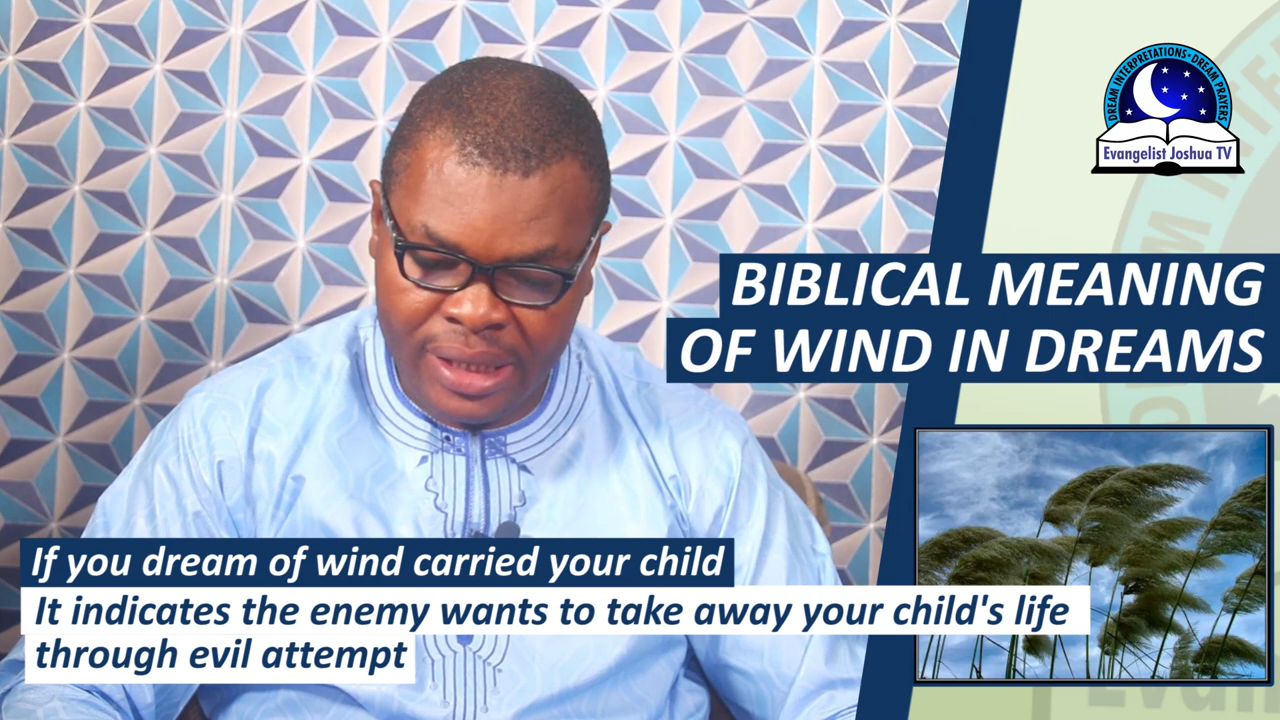 DREAM INTERPRETATIONS • DREAM PRAYERS
Evangelist Joshua TV
BIBLICAL MEANING
OF WIND IN DREAMS
If you dream of wind carried your child
It indicates the enemy wants to take away your child's life
through evil attempt